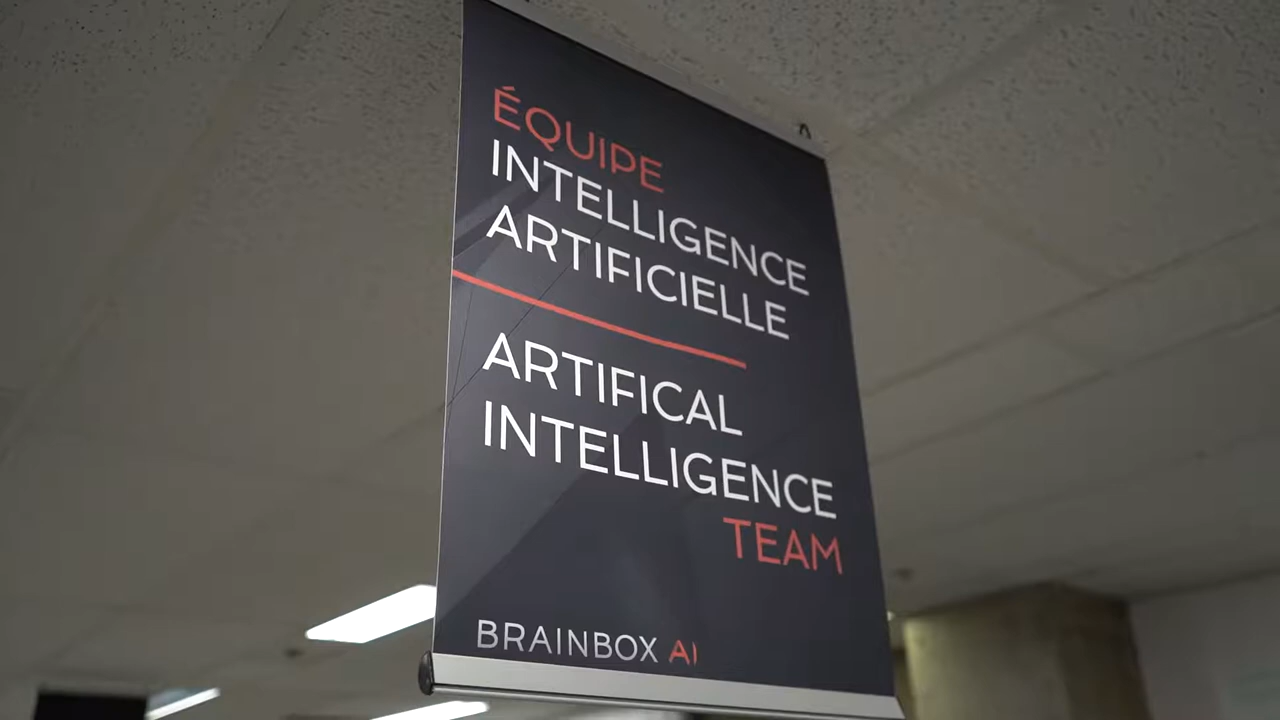 ÉQUIPE
INTELLIGENCE
ARTIFICIELLE
ARTIFICAL
INTELLIGENCE
TEAM
BRAINBOX AI